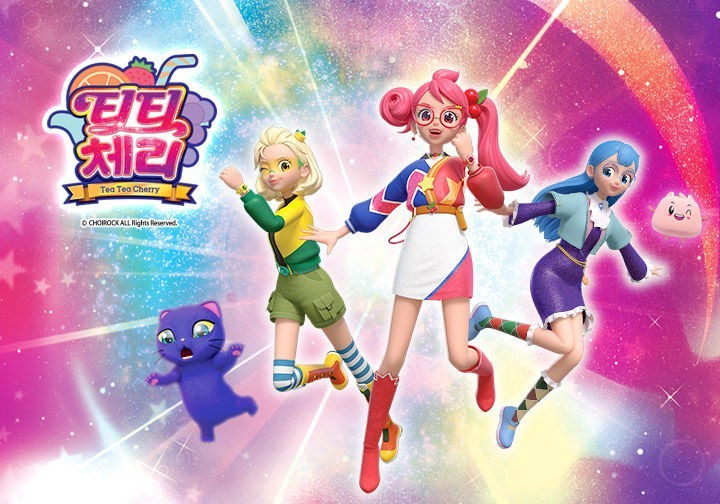 티티
체리
Tea Tea Cherry
© CHOIROCK ALL Rights Reserved.